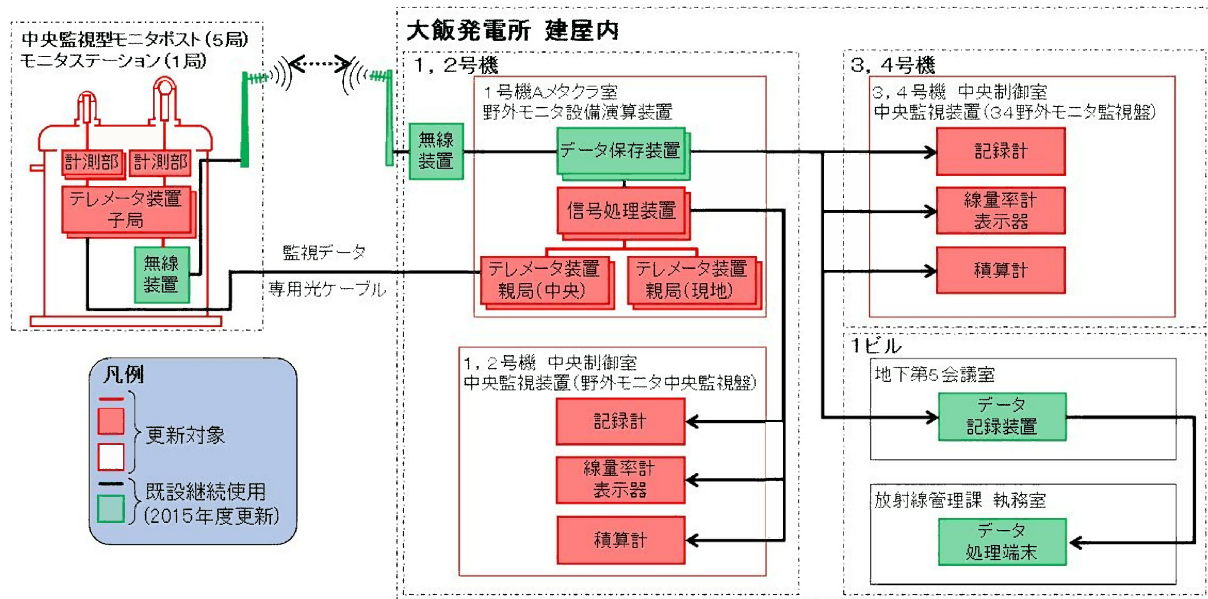 中央監視型モニタポスト(5局)
モニタステーション(1局)
計測部
計測部
テレメータ装置
子局
無線
装置
監視データ
専用光ケーブル
凡例
更新対象
既設継続使用
(2015年度更新)
大飯発電所 建屋内
1,2号機
無線
装置
1号機Aメタクラ室
野外モニタ設備演算装置
データ保存装置
信号処理装置
テレメータ装置
親局(中央)
テレメータ装置
親局(現地)
1,2号機 中央制御室
中央監視装置(野外モニタ中央監視盤)
記録計
線量率計
表示器
積算計
3,4号機
3,4号機 中央制御室
中央監視装置(34野外モニタ監視盤)
記録計
線量率計
表示器
積算計
1ビル
地下第5会議室
データ
記録装置
放射線管理課 執務室
データ
処理端末